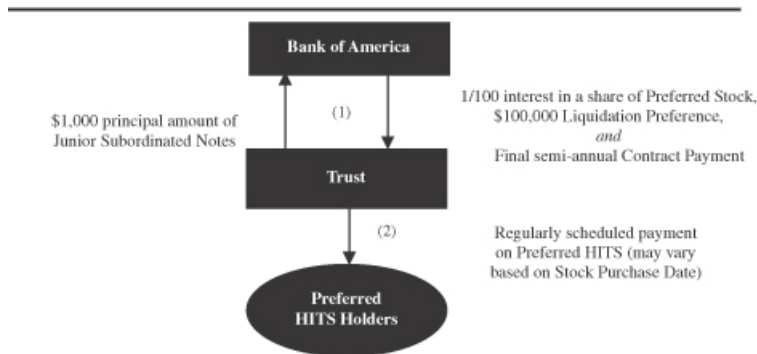 Bank of America
$1,000 principal amount of
Junior Subordinated Notes
(1)
1/100 interest in a share of Preferred Stock,
$100,000 Liquidation Preference,
and
Final semi-annual Contract Payment
Trust
(2)
Regularly scheduled payment
on Preferred HITS (may vary
based on Stock Purchase Date)
Preferred
HITS Holders